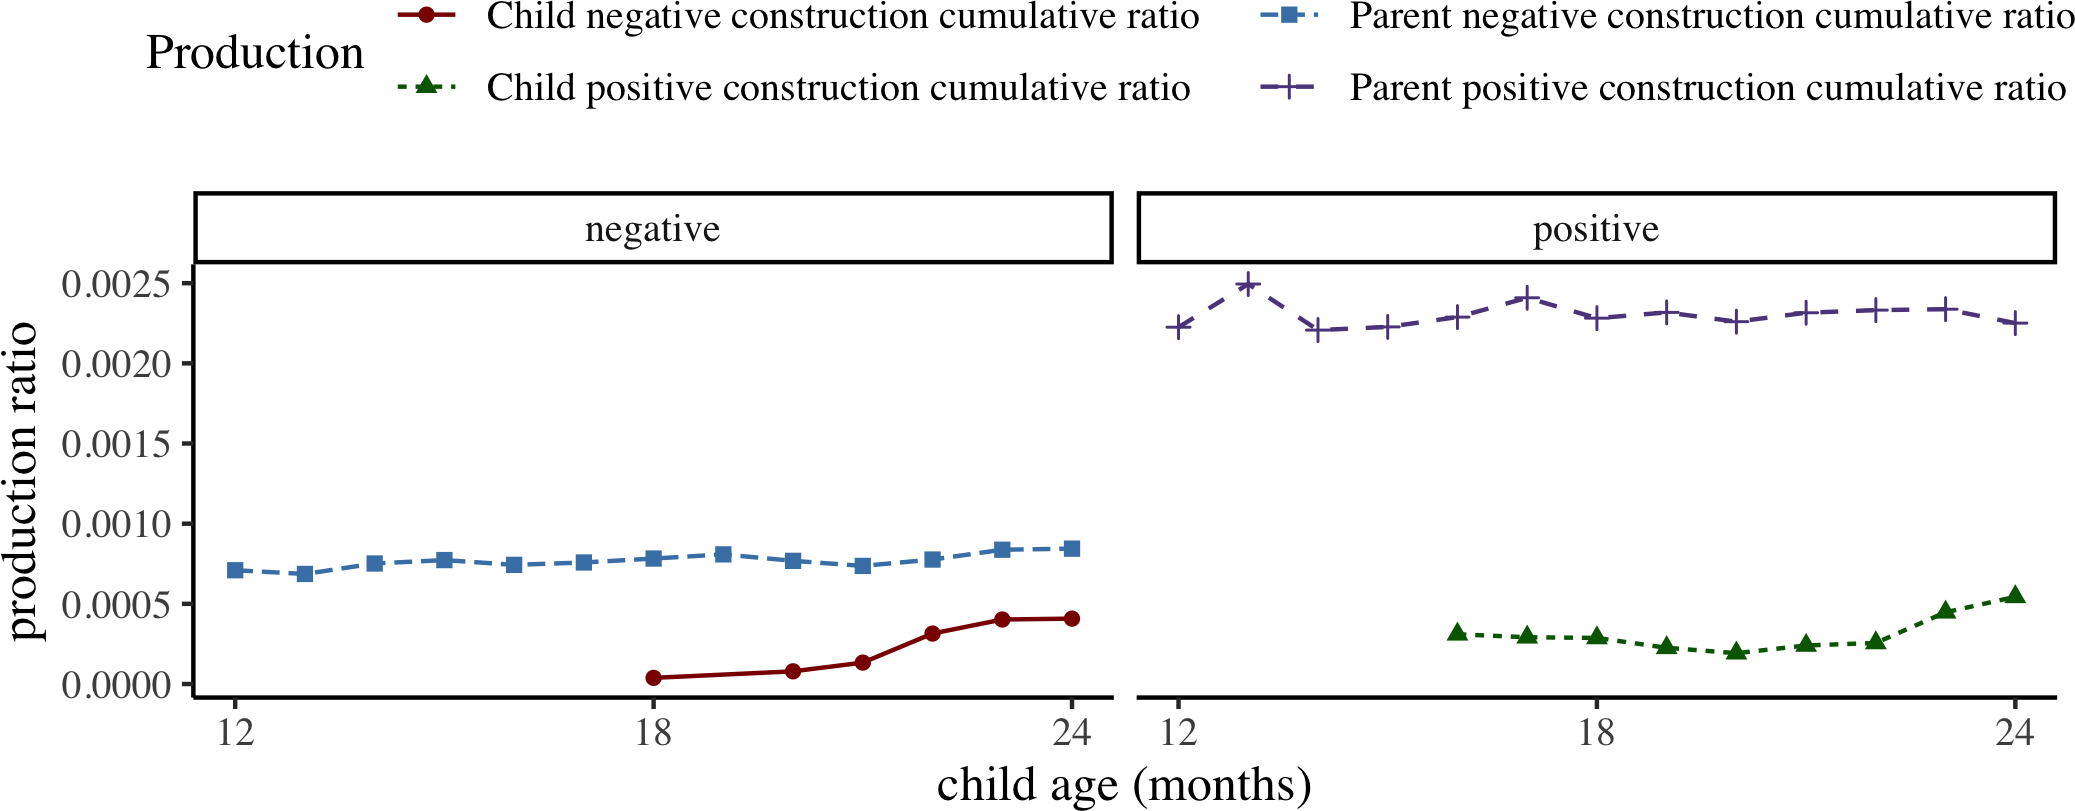 Production
Child negative construction cumulative ratio
Parent negative construction cumulative ratio
Child positive construction cumulative ratio
Parent positive construction cumulative ratio
negative
positive
production ratio
0.0025
0.0020
0.0015
0.0010
0.0005
0.0000
12
18
24
12
18
24
child age (months)